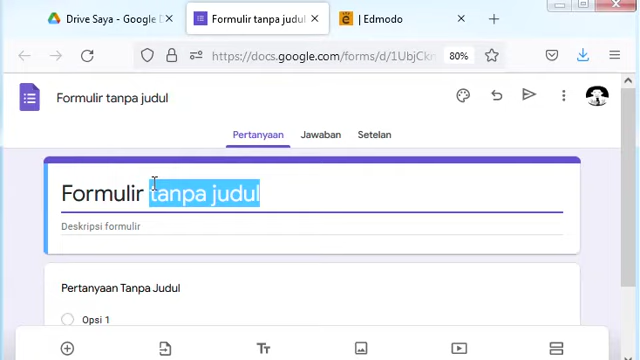 Drive Saya - Google D
Formulir tanpa judul
| Edmodo
https://docs.google.com/forms/d/1UbjCkm
80%
Formulir tanpa judul
Pertanyaan
Jawaban
Setelan
Formulir tanpa judul
Deskripsi formulir
Pertanyaan Tanpa Judul
Opsi 1